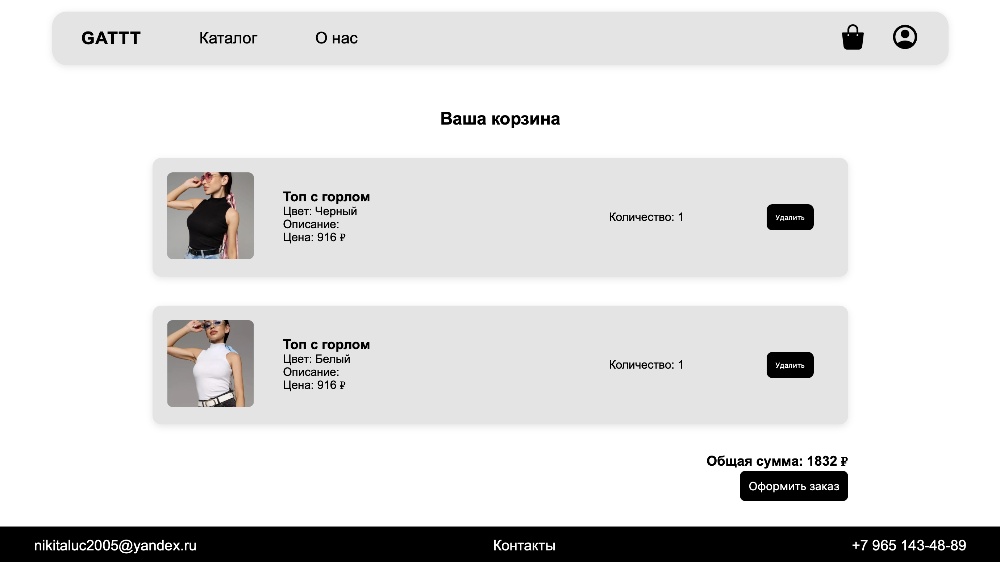 GATTT Каталог О нас
Ваша корзина
Топ с горлом
Цвет: Черный
Описание:
Цена: 916 ₽
Количество: 1
Удалить
Топ с горлом
Цвет: Белый
Описание:
Цена: 916 ₽
Количество: 1
Удалить
Общая сумма: 1832 ₽
Оформить заказ
nikitaluc2005@yandex.ru Контакты +7 965 143-48-89